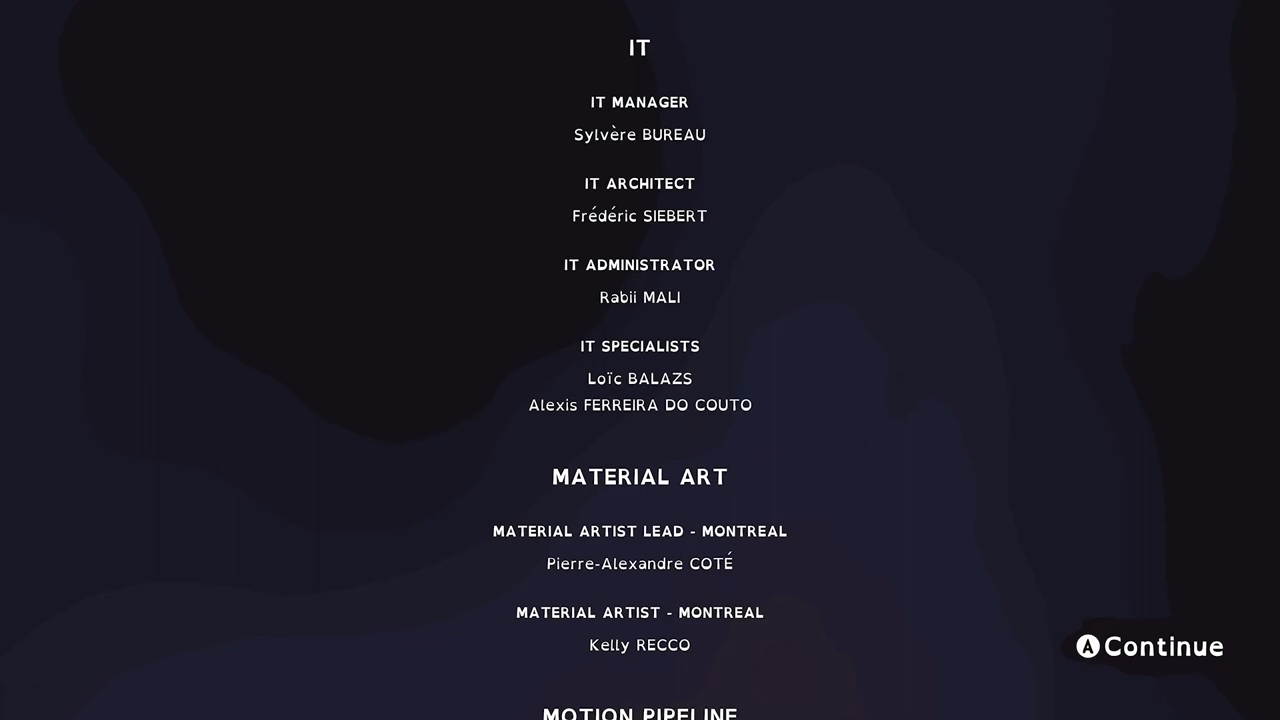 IT
IT MANAGER
Sylvère BUREAU
IT ARCHITECT
Frédéric SIEBERT
IT ADMINISTRATOR
Rabii MALI
IT SPECIALISTS
Loïc BALAZS
Alexis FERREIRA DO COUTO
MATERIAL ART
MATERIAL ARTIST LEAD - MONTREAL
Pierre-Alexandre COTÉ
MATERIAL ARTIST - MONTREAL
Kelly RECCO
A Continue
MOTION PIPELINE